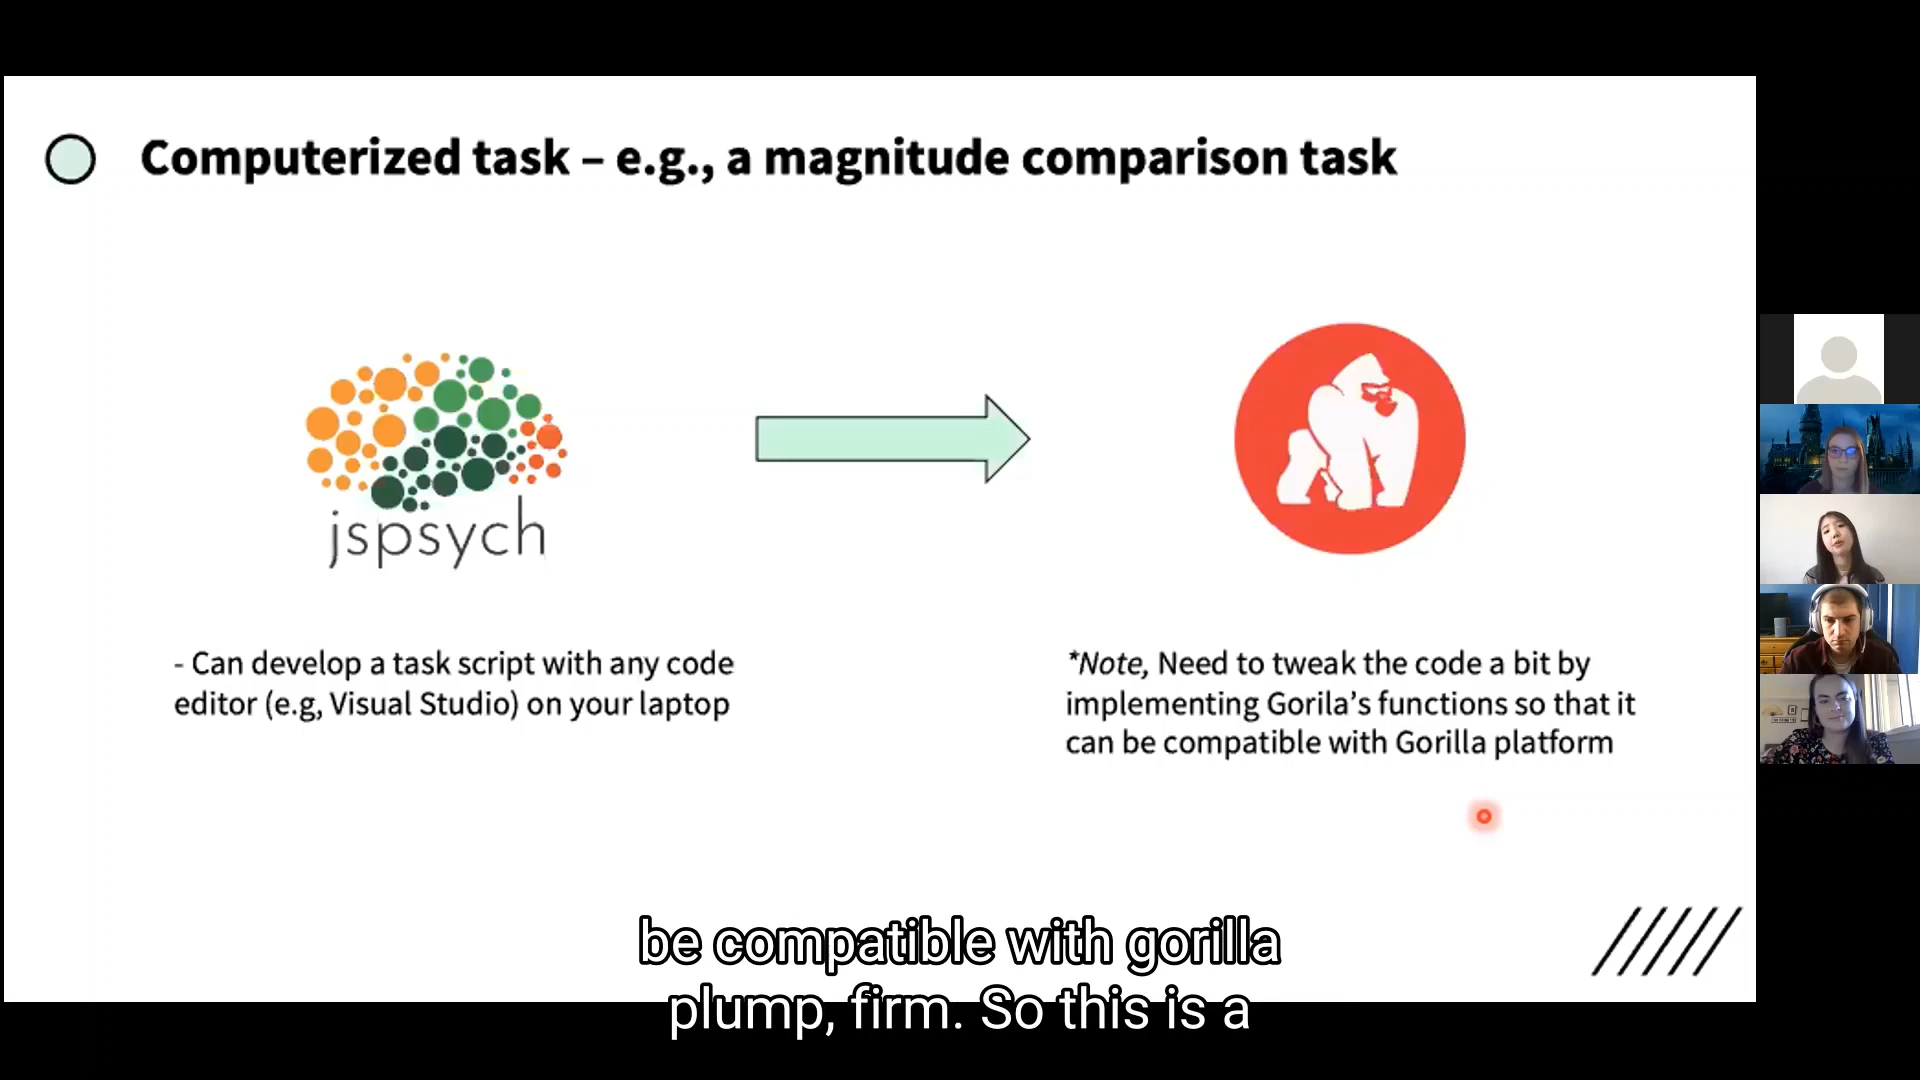 Computerized task – e.g., a magnitude comparison task
jspsych
- Can develop a task script with any code
editor (e.g, Visual Studio) on your laptop
*Note, Need to tweak the code a bit by
implementing Gorila’s functions so that it
can be compatible with Gorilla platform
be compatible with gorilla
plump, firm. So this is a